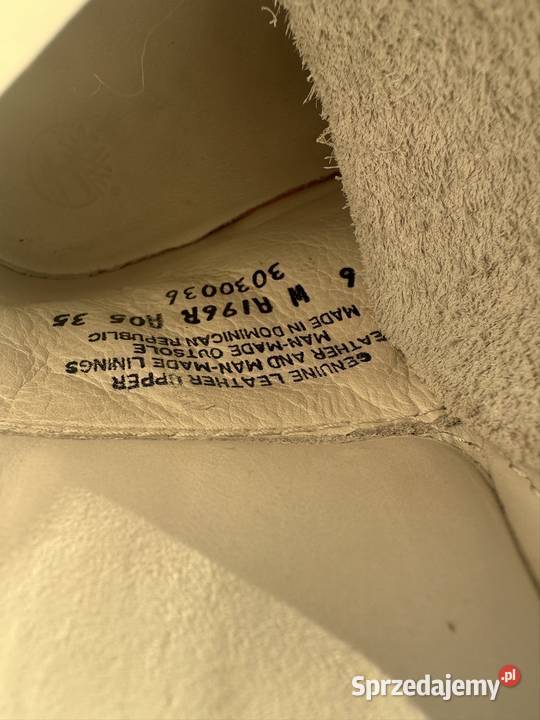 GENUINE LEATHER UPPER
EATHER AND MAN-MADE LININGS
MAN-MADE OUTSOLE
MADE IN DOMINICAN REPUBLIC
6 W A196R A05 35
3030036
Sprzedajemy.pl